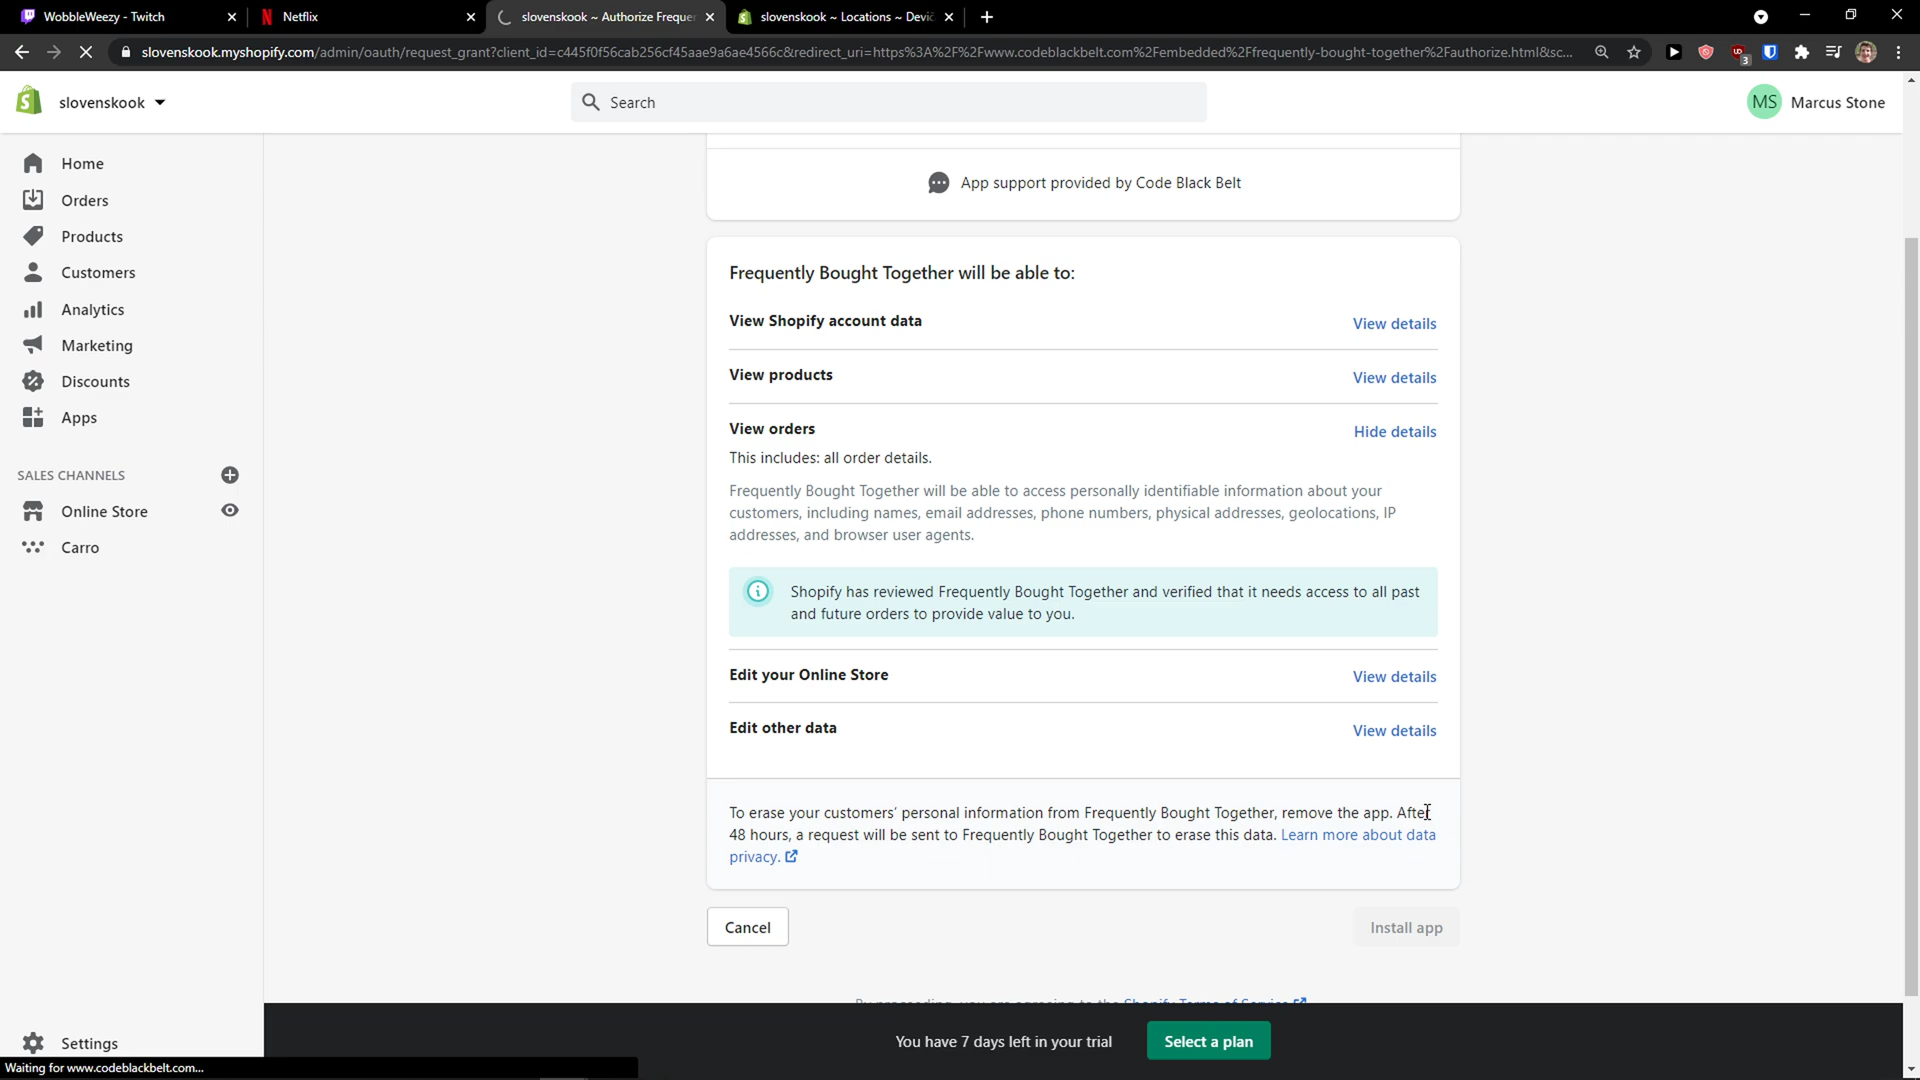 WobbleWeezy - Twitch
Netflix
slovenskook ~ Authorize Freque
slovenskook ~ Locations ~ Devi
slovenskook.myshopify.com/admin/oauth/request_grant?client_id=c445f0f56cab256cf45aae9a6ae4566c&redirect_uri=https%3A%2F%2Fwww.codeblackbelt.com%2Fembedded%2Ffrequently-bought-together%2Fauthorize.html&sc...
3
slovenskook
Search
MS Marcus Stone
Home
Orders
Products
Customers
Analytics
Marketing
Discounts
Apps
SALES CHANNELS
Online Store
Carro
Settings
App support provided by Code Black Belt
Frequently Bought Together will be able to:
View Shopify account data View details
View products View details
View orders Hide details
This includes: all order details.
Frequently Bought Together will be able to access personally identifiable information about your
customers, including names, email addresses, phone numbers, physical addresses, geolocations, IP
addresses, and browser user agents.
Shopify has reviewed Frequently Bought Together and verified that it needs access to all past
and future orders to provide value to you.
Edit your Online Store View details
Edit other data View details
To erase your customers' personal information from Frequently Bought Together, remove the app. After
48 hours, a request will be sent to Frequently Bought Together to erase this data. Learn more about data
privacy.
Cancel Install app
By proceeding, you are agreeing to the Shopify Terms of Service
You have 7 days left in your trial Select a plan
Waiting for www.codeblackbelt.com...